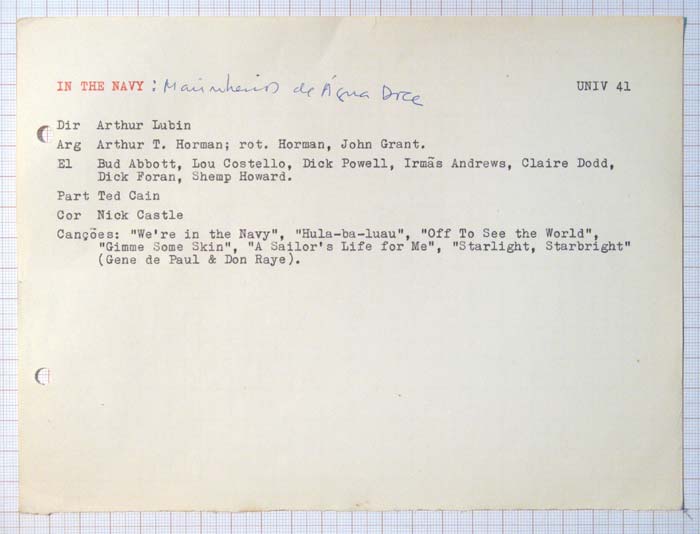 IN THE NAVY : Marinheiros de Água Doce UNIV 41
Dir Arthur Lubin
Arg Arthur T. Horman; rot. Horman, John Grant.
El Bud Abbott, Lou Costello, Dick Powell, Irmãs Andrews, Claire Dodd,
Dick Foran, Shemp Howard.
Part Ted Cain
Cor Nick Castle
Canções: "We're in the Navy", "Hula-ba-luau", "Off To See the World",
"Gimme Some Skin", "A Sailor's Life for Me", "Starlight, Starbright"
(Gene de Paul & Don Raye).